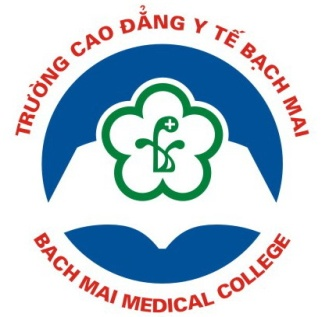 TRƯỜNG CAO ĐẲNG Y TẾ BẠCH MAI
BACH MAI MEDICAL COLLEGE